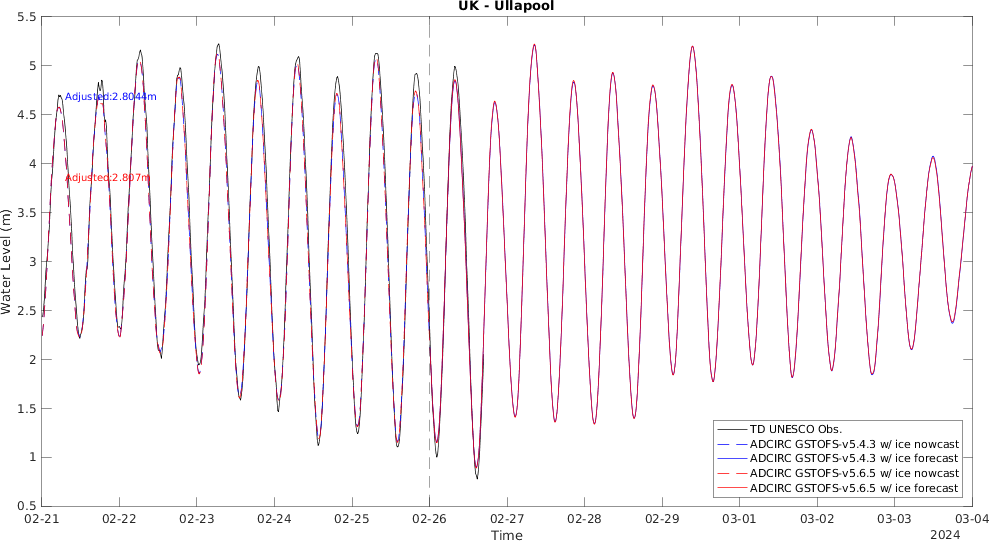 UK - Ullapool
5.5
5
4.5
4
3.5
3
2.5
2
1.5
1
0.5
Water Level (m)
Adjusted:2.8044m
Adjusted:2.807m
TD UNESCO Obs.
ADCIRC GSTOFS-v5.4.3 w/ ice nowcast
ADCIRC GSTOFS-v5.4.3 w/ ice forecast
ADCIRC GSTOFS-v5.6.5 w/ ice nowcast
ADCIRC GSTOFS-v5.6.5 w/ ice forecast
02-21 02-22 02-23 02-24 02-25 02-26 02-27 02-28 02-29 03-01 03-02 03-03 03-04
Time
2024